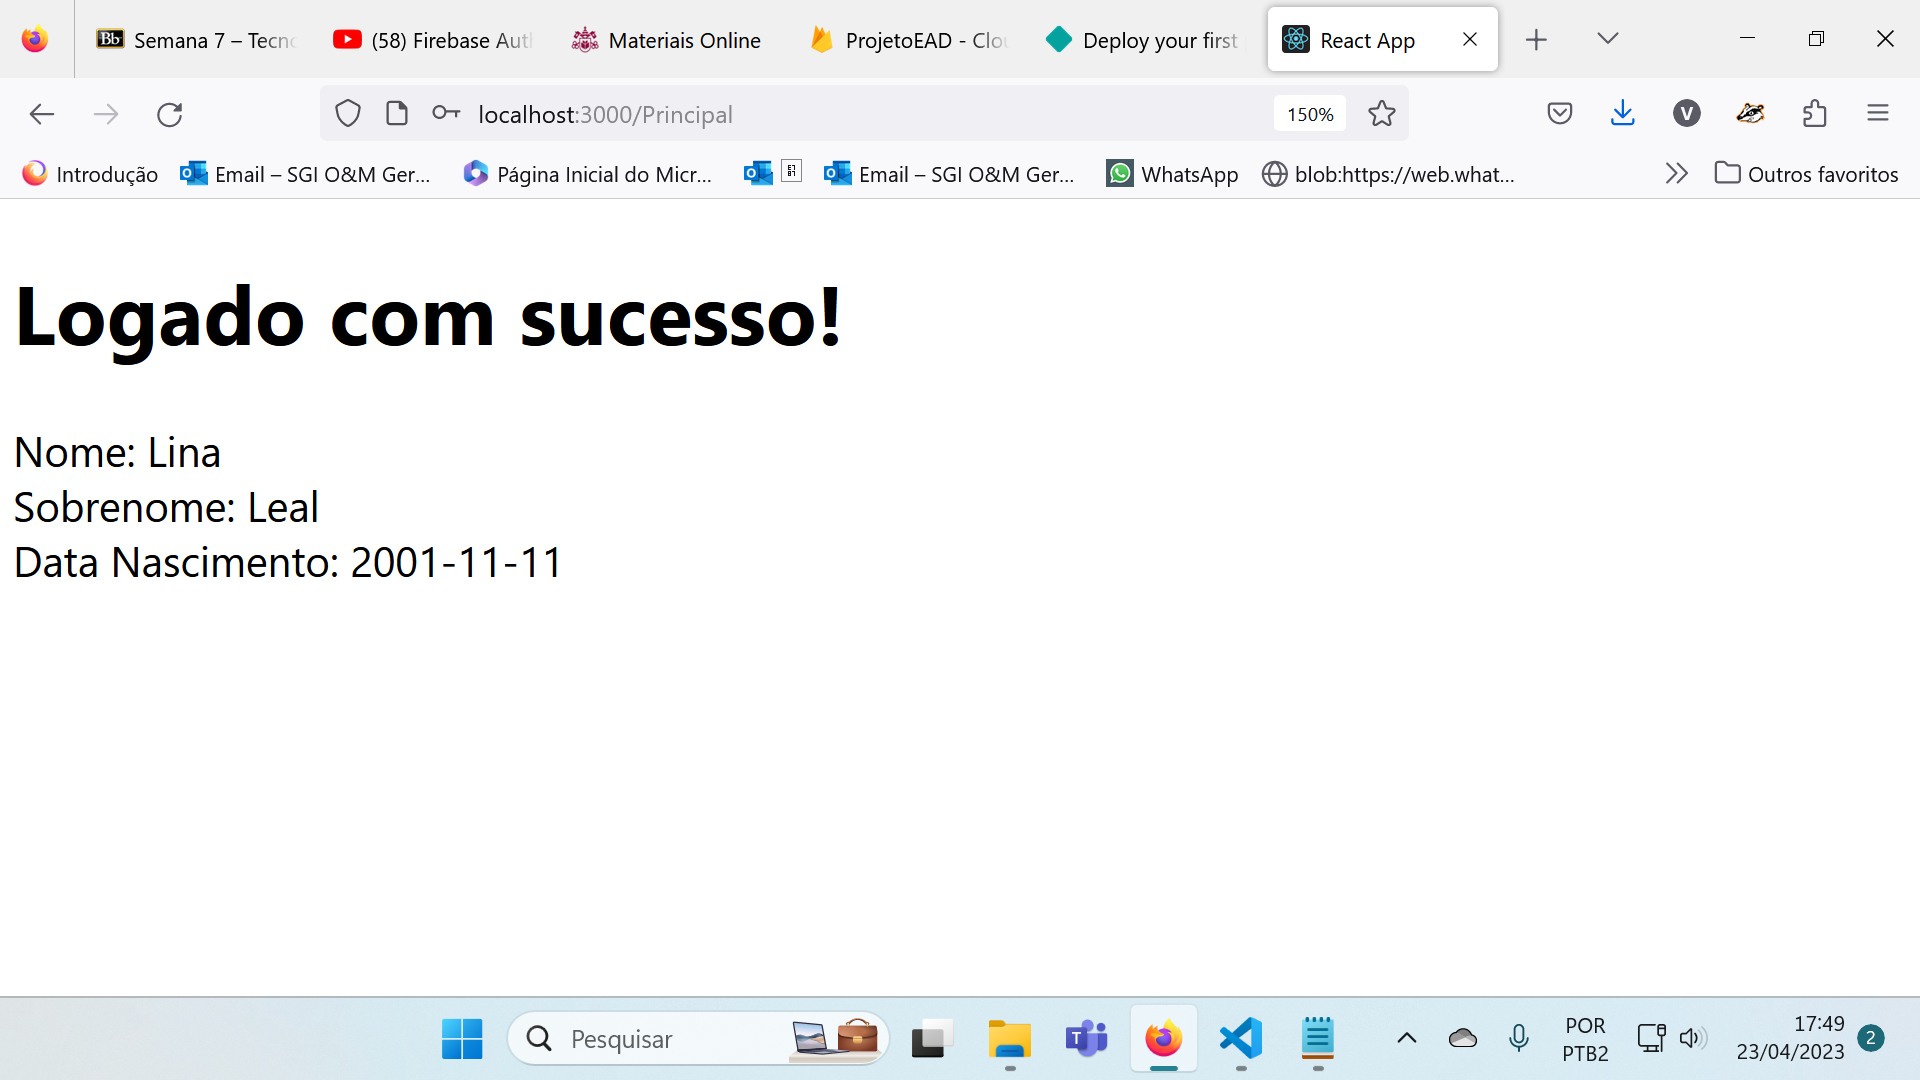 Semana 7 – Tecno
(58) Firebase Aut
Materiais Online
ProjetoEAD - Clou
Deploy your first
React App
localhost:3000/Principal
150%
V
Introdução
Email – SGI O&M Ger...
Página Inicial do Micr...
Email – SGI O&M Ger...
WhatsApp
blob:https://web.what...
Outros favoritos
Logado com sucesso!
Nome: Lina
Sobrenome: Leal
Data Nascimento: 2001-11-11
Pesquisar
POR
PTB2
17:49
23/04/2023
2